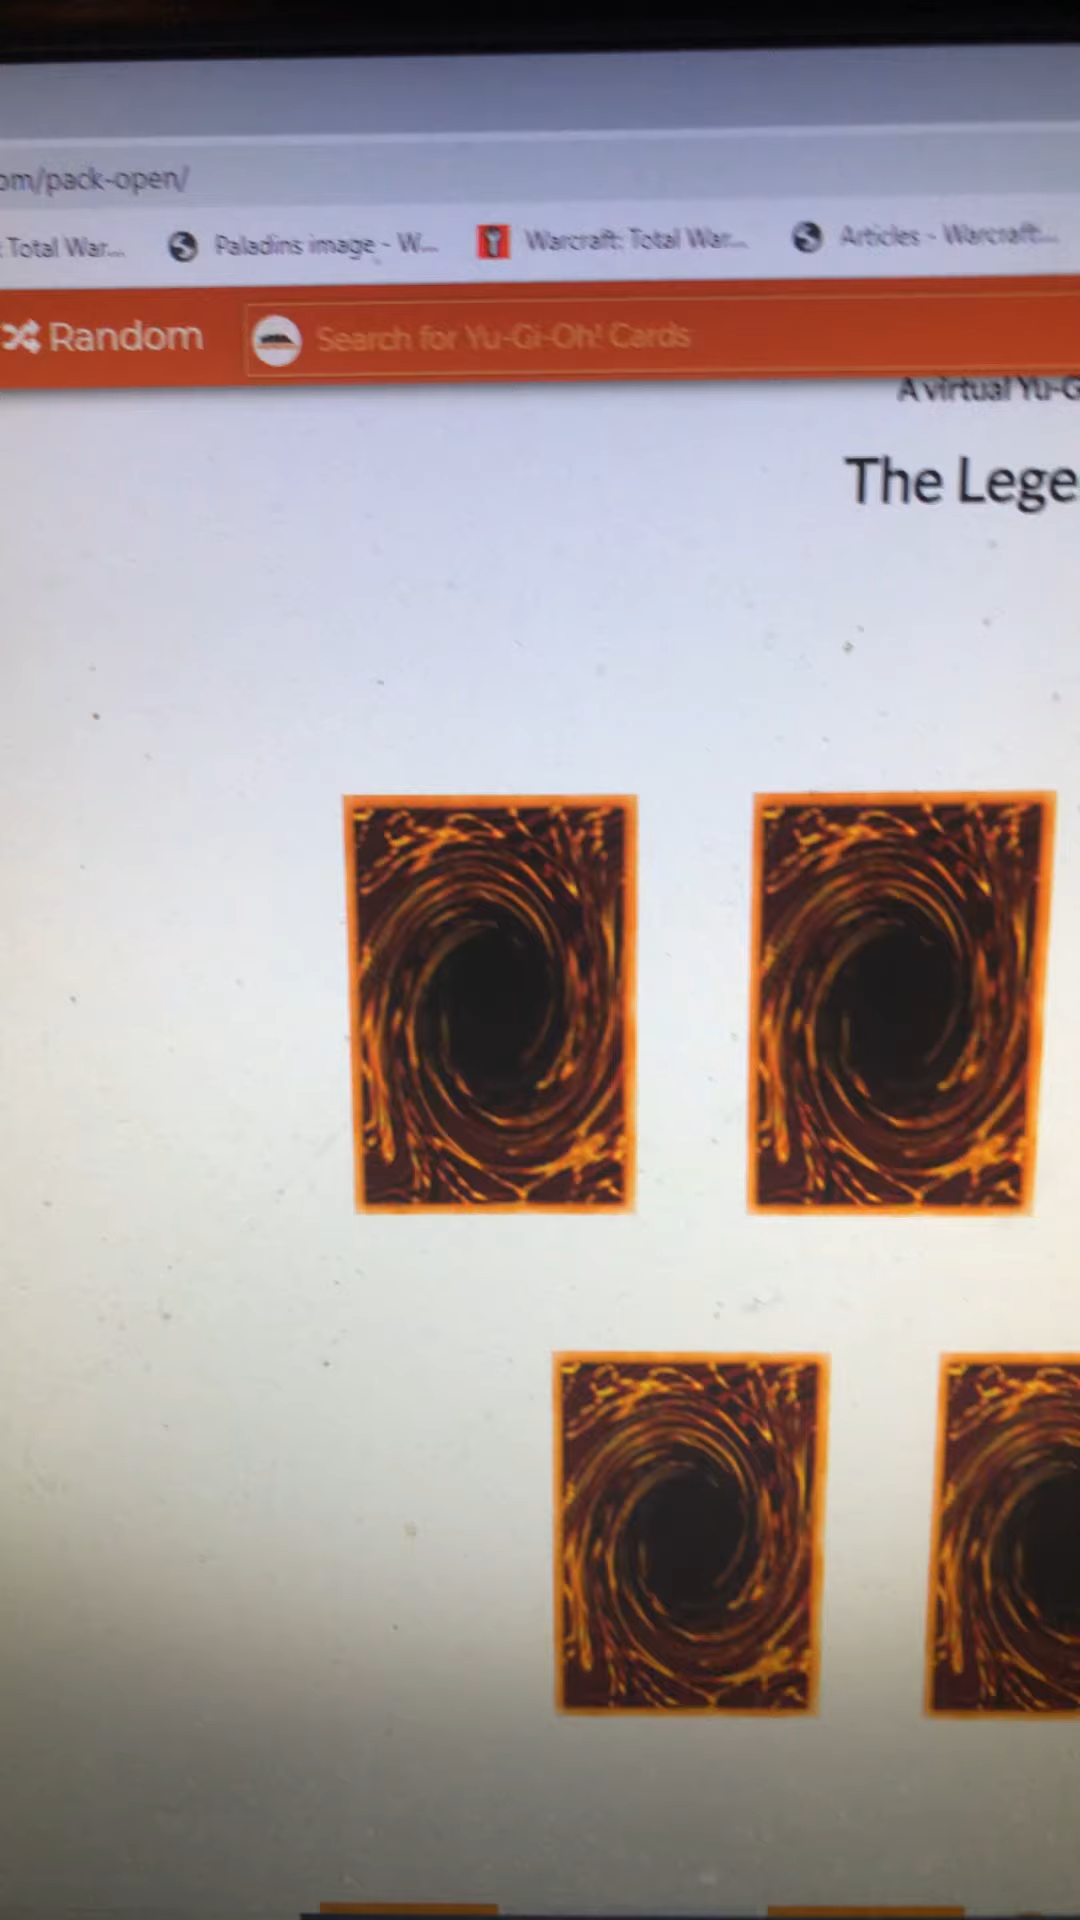 om/pack-open/
: Total War... Paladins image - W... Warcraft: Total War... Articles - Warcraft:...
Random Search for Yu-Gi-Oh! Cards
A virtual Yu-G
The Lege